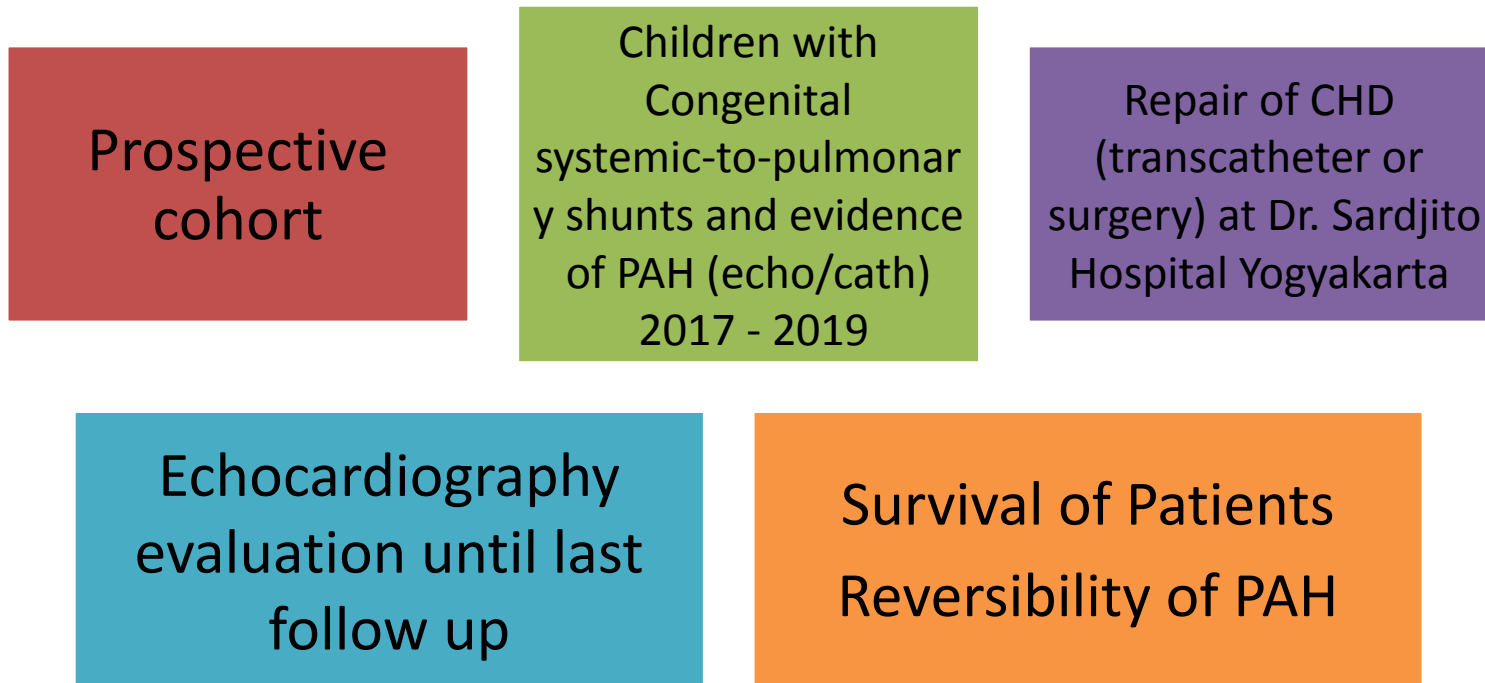 Prospective
cohort
Children with
Congenital
systemic-to-pulmonar
y shunts and evidence
of PAH (echo/cath)
2017 - 2019
Repair of CHD
(transcatheter or
surgery) at Dr. Sardjito
Hospital Yogyakarta
Echocardiography
evaluation until last
follow up
Survival of Patients
Reversibility of PAH